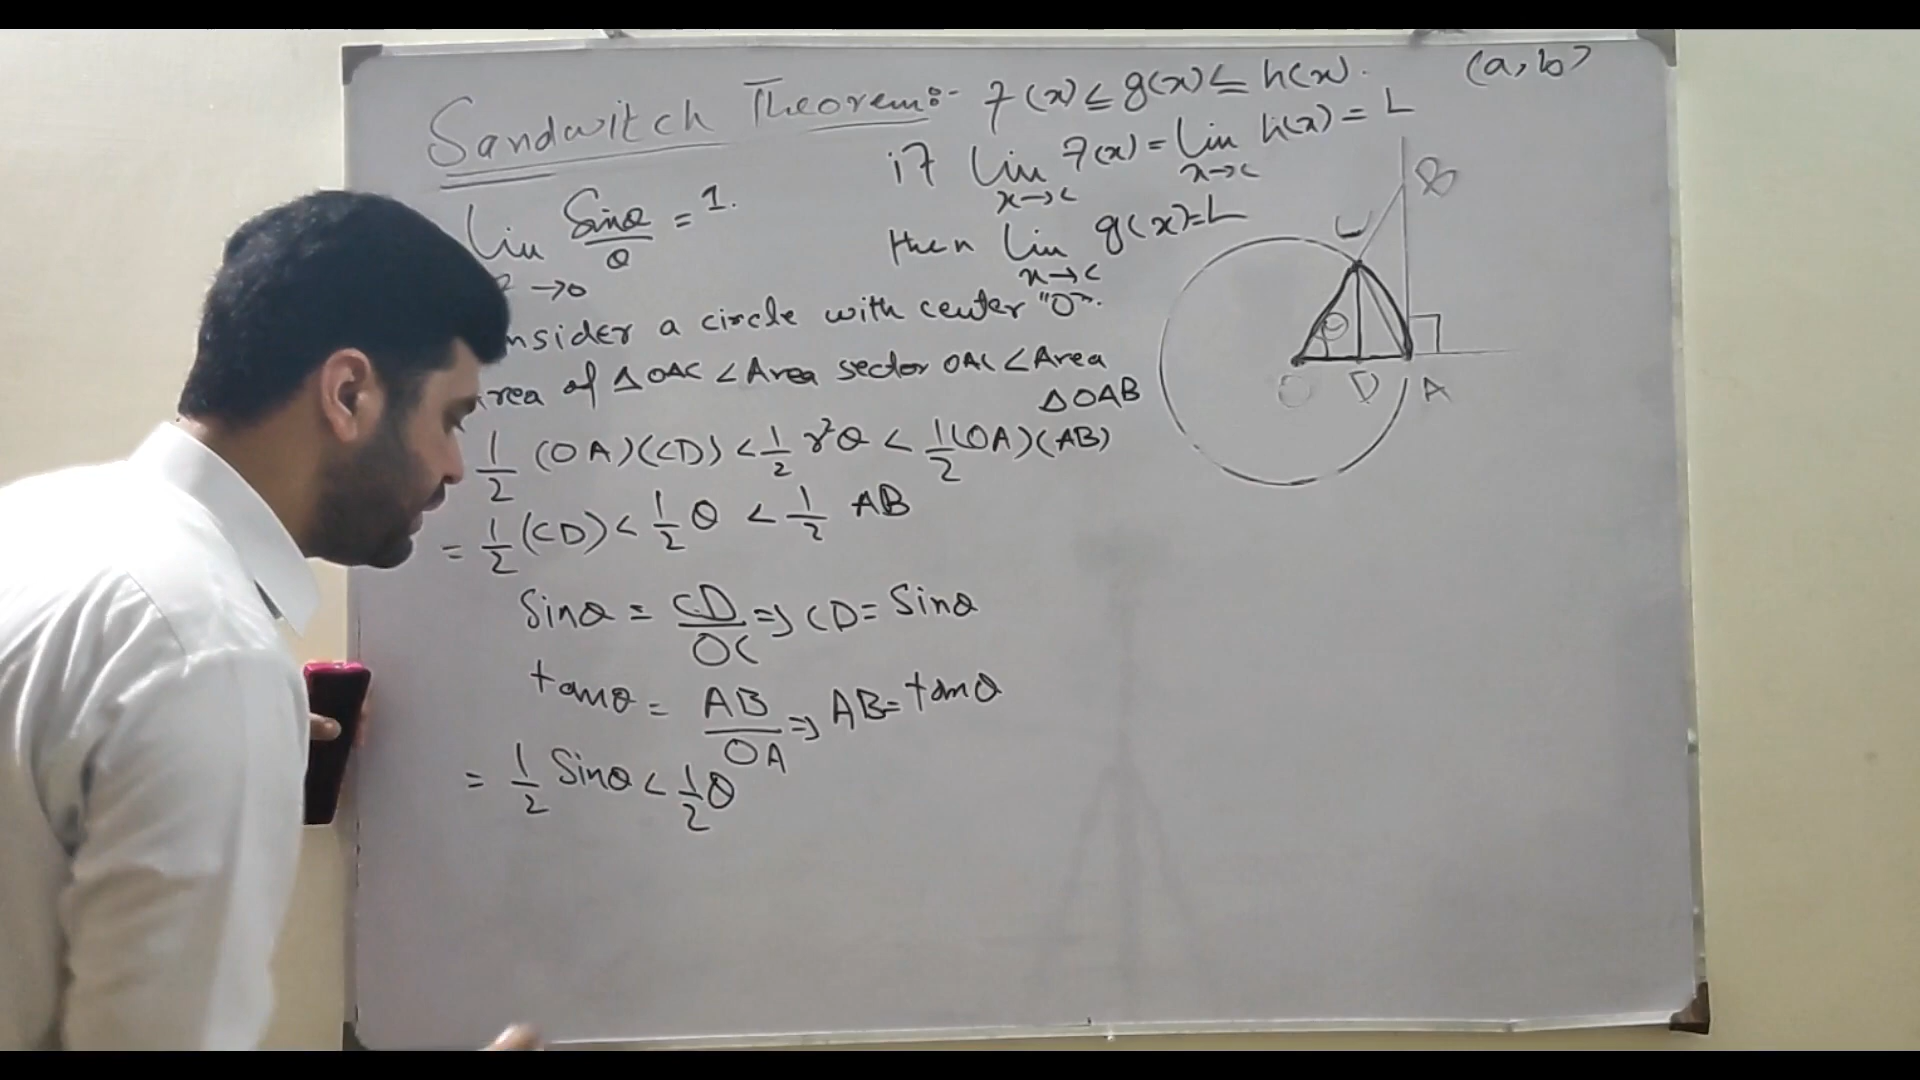 Sandwitch Theorem:- f(x) ≤ g(x) ≤ h(x). (a,b)
if lim f(x) = lim h(x) = L
x→c x→c
then lim g(x)=L
x→c
lim Sinθ/θ = 1.
→0
nsider a circle with center "O".
rea of ΔOAC < Area sector OAC < Area
ΔOAB
1/2 (OA)(CD) < 1/2 r²θ < 1/2 (OA)(AB)
= 1/2 (CD) < 1/2 θ < 1/2 AB
Sinθ = CD/OC => CD = Sinθ
tanθ = AB/OA => AB = tanθ
= 1/2 Sinθ < 1/2 θ
B
C
θ
O D A